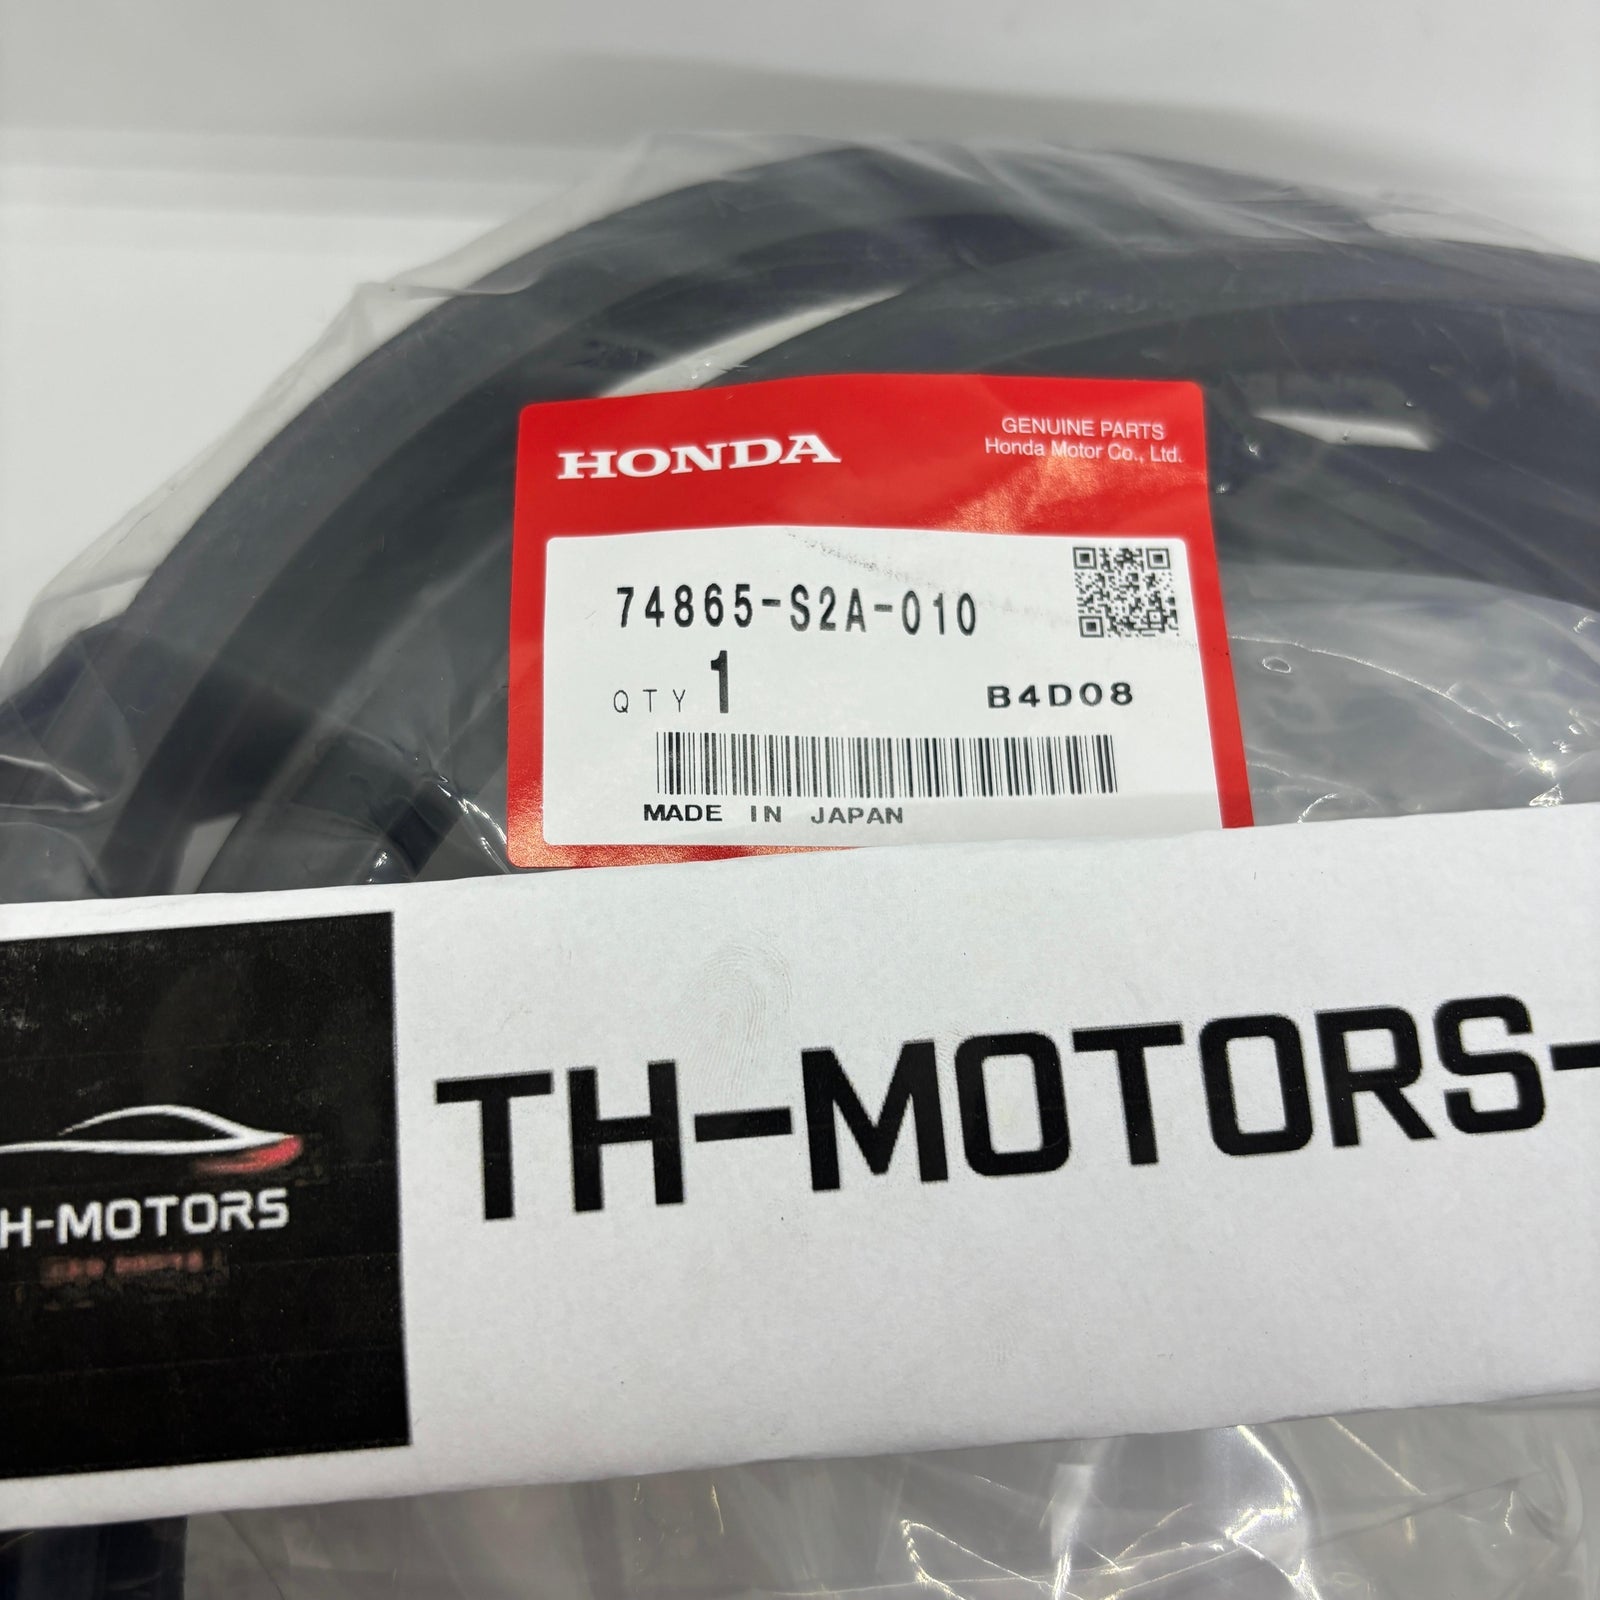 HONDA
GENUINE PARTS
Honda Motor Co., Ltd.
74865-S2A-010
QTY 1
B4D08
MADE IN JAPAN
TH-MOTORS-
H-MOTORS